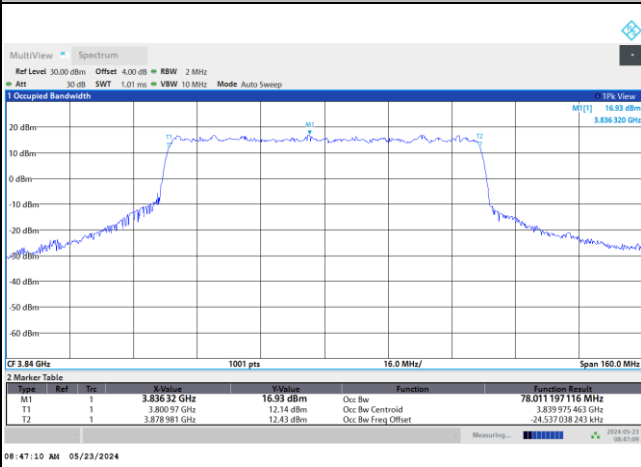 MultiView Spectrum
Ref Level 30.00 dBm Offset 4.00 dB RBW 2 MHz
Att 30 dB SWT 1.01 ms VBW 10 MHz Mode Auto Sweep
1 Occupied Bandwidth 1Pk View
M1[1] 16.93 dBm
3.836 320 GHz
M1
T1 T2
20 dBm
10 dBm
0 dBm
-10 dBm
-20 dBm
-30 dBm
-40 dBm
-50 dBm
-60 dBm
CF 3.84 GHz 1001 pts 16.0 MHz/ Span 160.0 MHz
2 Marker Table
Type Ref Trc X-Value Y-Value Function Function Result
M1 1 3.836 32 GHz 16.93 dBm Occ Bw 78.011 197 116 MHz
T1 1 3.800 97 GHz 12.14 dBm Occ Bw Centroid 3.839 975 463 GHz
T2 1 3.878 981 GHz 12.43 dBm Occ Bw Freq Offset -24.537 038 243 kHz
Measuring... 2024-05-23
08:47:09
08:47:10 AM 05/23/2024